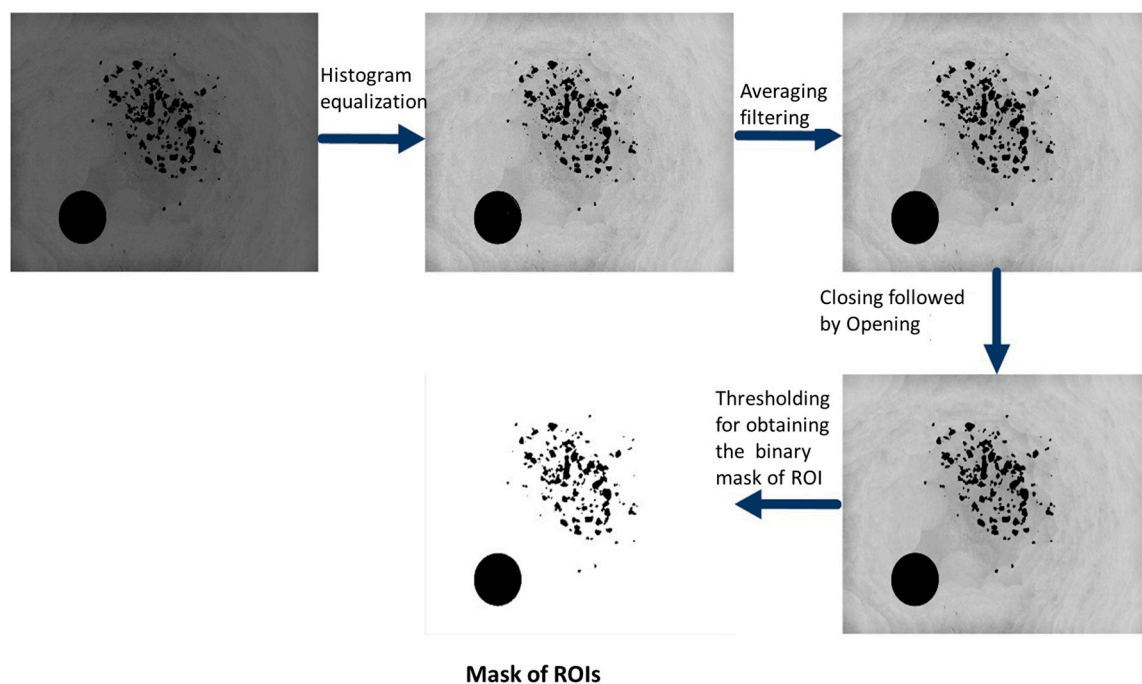 Histogram
equalization
Averaging
filtering
Closing followed
by Opening
Thresholding
for obtaining
the binary
mask of ROI
Mask of ROIs